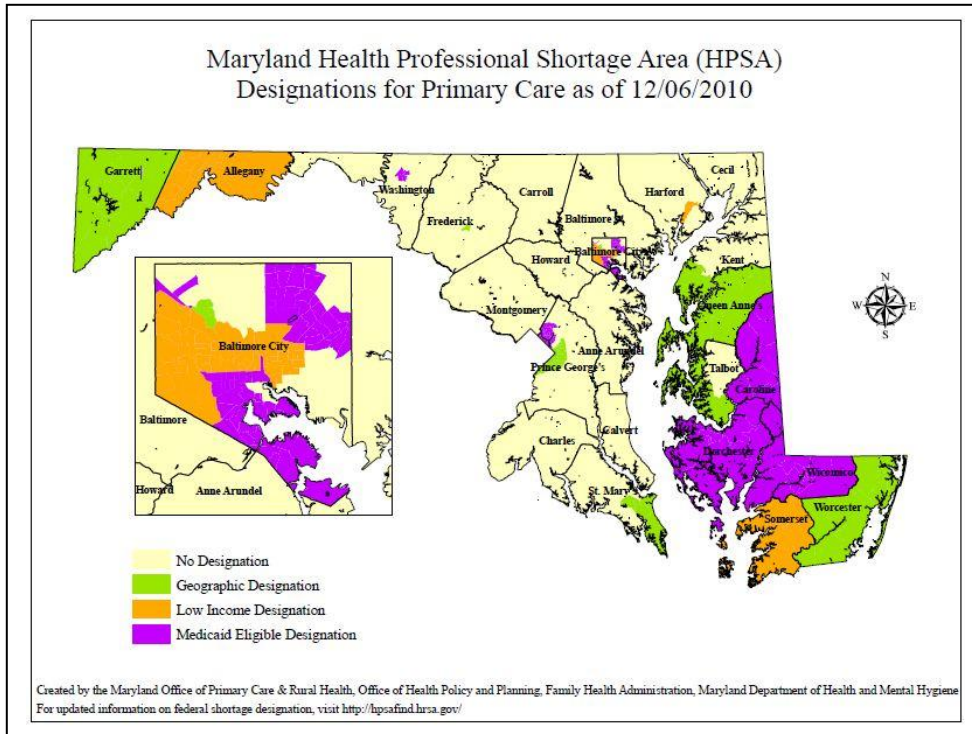 Maryland Health Professional Shortage Area (HPSA)
Designations for Primary Care as of 12/06/2010
Garrett
Allegany
Washington
Frederick
Carroll
Baltimore
Harford
Cecil
Baltimore City
Howard
Kent
Montgomery
Queen Anne's
Anne Arundel
Prince George's
Talbot
Caroline
Charles
Calvert
Dorchester
St. Mary's
Wicomico
Worcester
Somerset
N
W
E
S
Baltimore City
Baltimore
Howard
Anne Arundel
No Designation
Geographic Designation
Low Income Designation
Medicaid Eligible Designation
Created by the Maryland Office of Primary Care & Rural Health, Office of Health Policy and Planning, Family Health Administration, Maryland Department of Health and Mental Hygiene
For updated information on federal shortage designation, visit http://hpsafind.hrsa.gov/